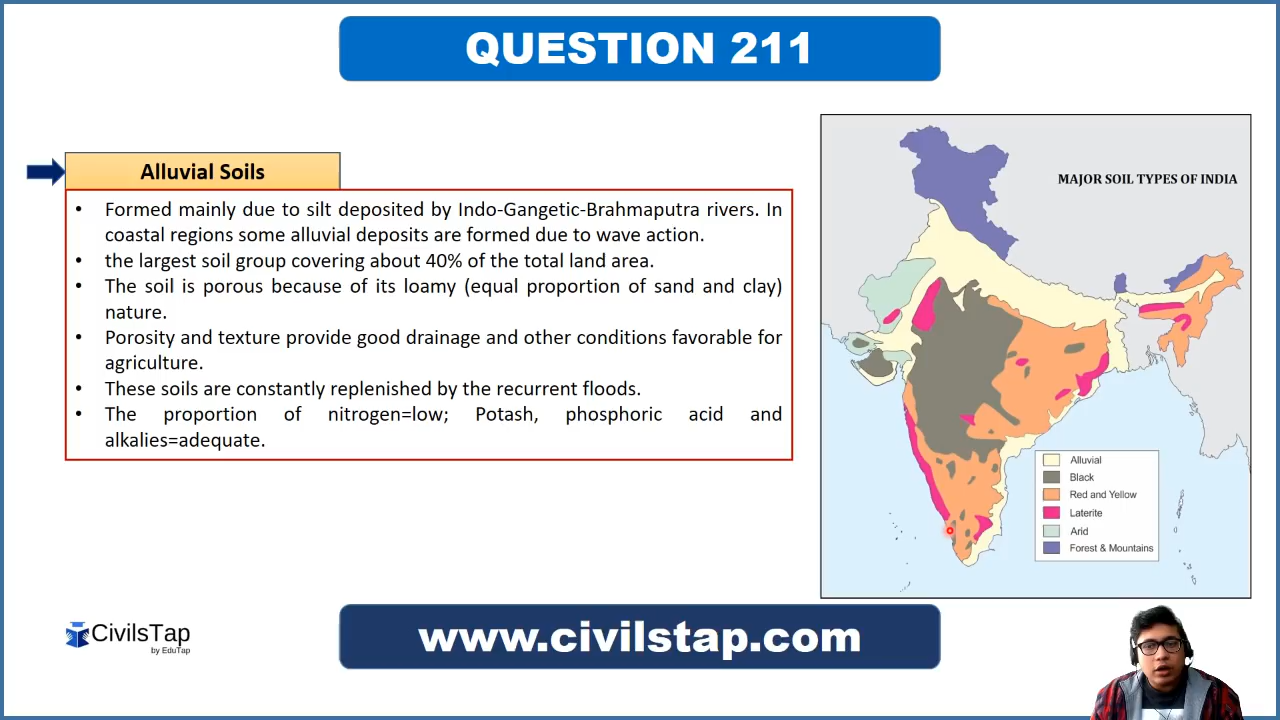 QUESTION 211
Alluvial Soils
• Formed mainly due to silt deposited by Indo-Gangetic-Brahmaputra rivers. In
coastal regions some alluvial deposits are formed due to wave action.
• the largest soil group covering about 40% of the total land area.
• The soil is porous because of its loamy (equal proportion of sand and clay)
nature.
• Porosity and texture provide good drainage and other conditions favorable for
agriculture.
• These soils are constantly replenished by the recurrent floods.
• The proportion of nitrogen=low; Potash, phosphoric acid and
alkalies=adequate.
MAJOR SOIL TYPES OF INDIA
Alluvial
Black
Red and Yellow
Laterite
Arid
Forest & Mountains
CivilsTap
by EduTap
www.civilstap.com